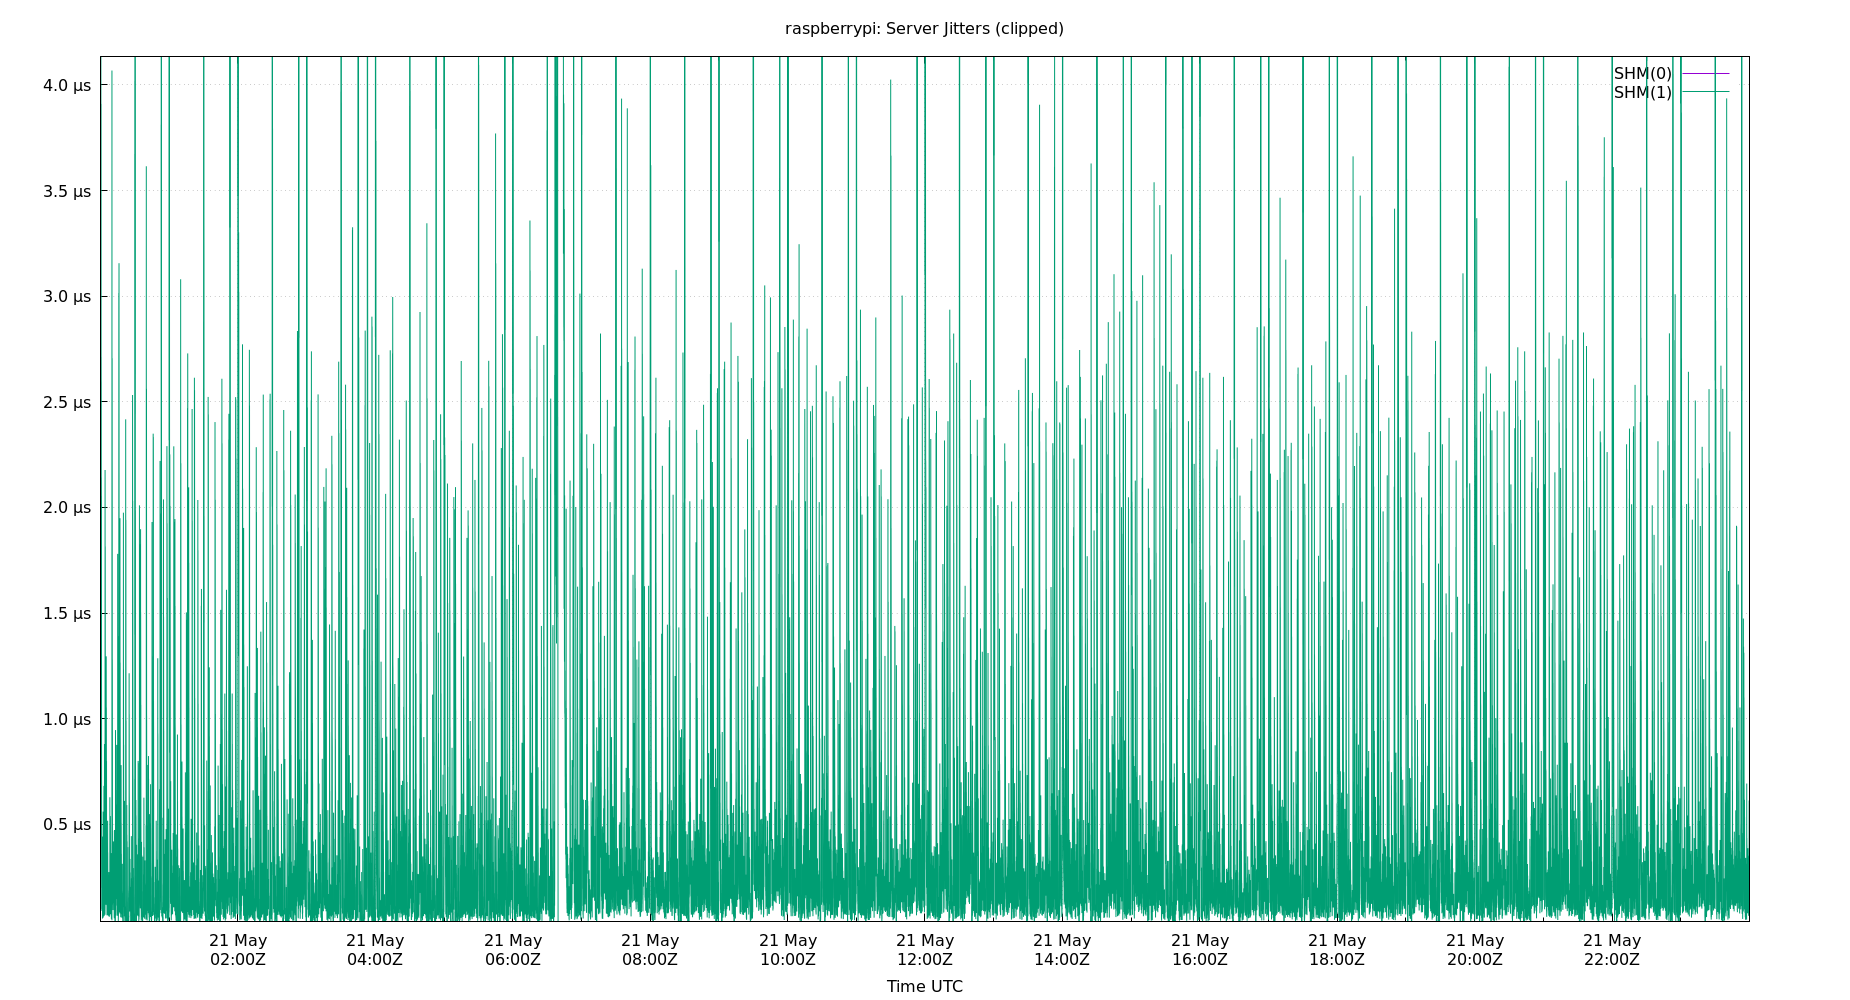 raspberrypi: Server Jitters (clipped)
SHM(0)
SHM(1)
4.0 µs
3.5 µs
3.0 µs
2.5 µs
2.0 µs
1.5 µs
1.0 µs
0.5 µs
21 May 21 May 21 May 21 May 21 May 21 May 21 May 21 May 21 May 21 May 21 May
02:00Z 04:00Z 06:00Z 08:00Z 10:00Z 12:00Z 14:00Z 16:00Z 18:00Z 20:00Z 22:00Z
Time UTC